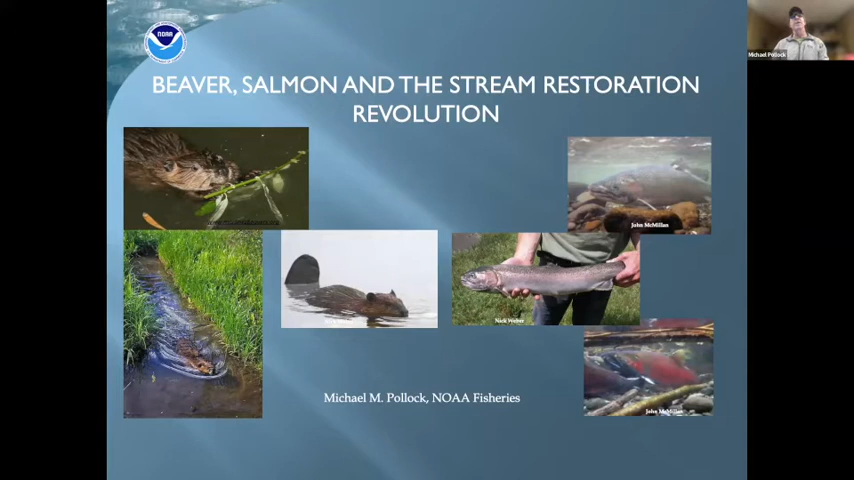 NOAA
Michael Pollock
BEAVER, SALMON AND THE STREAM RESTORATION
REVOLUTION
John McMillan
Nick Weber
Michael M. Pollock, NOAA Fisheries
John McMillan